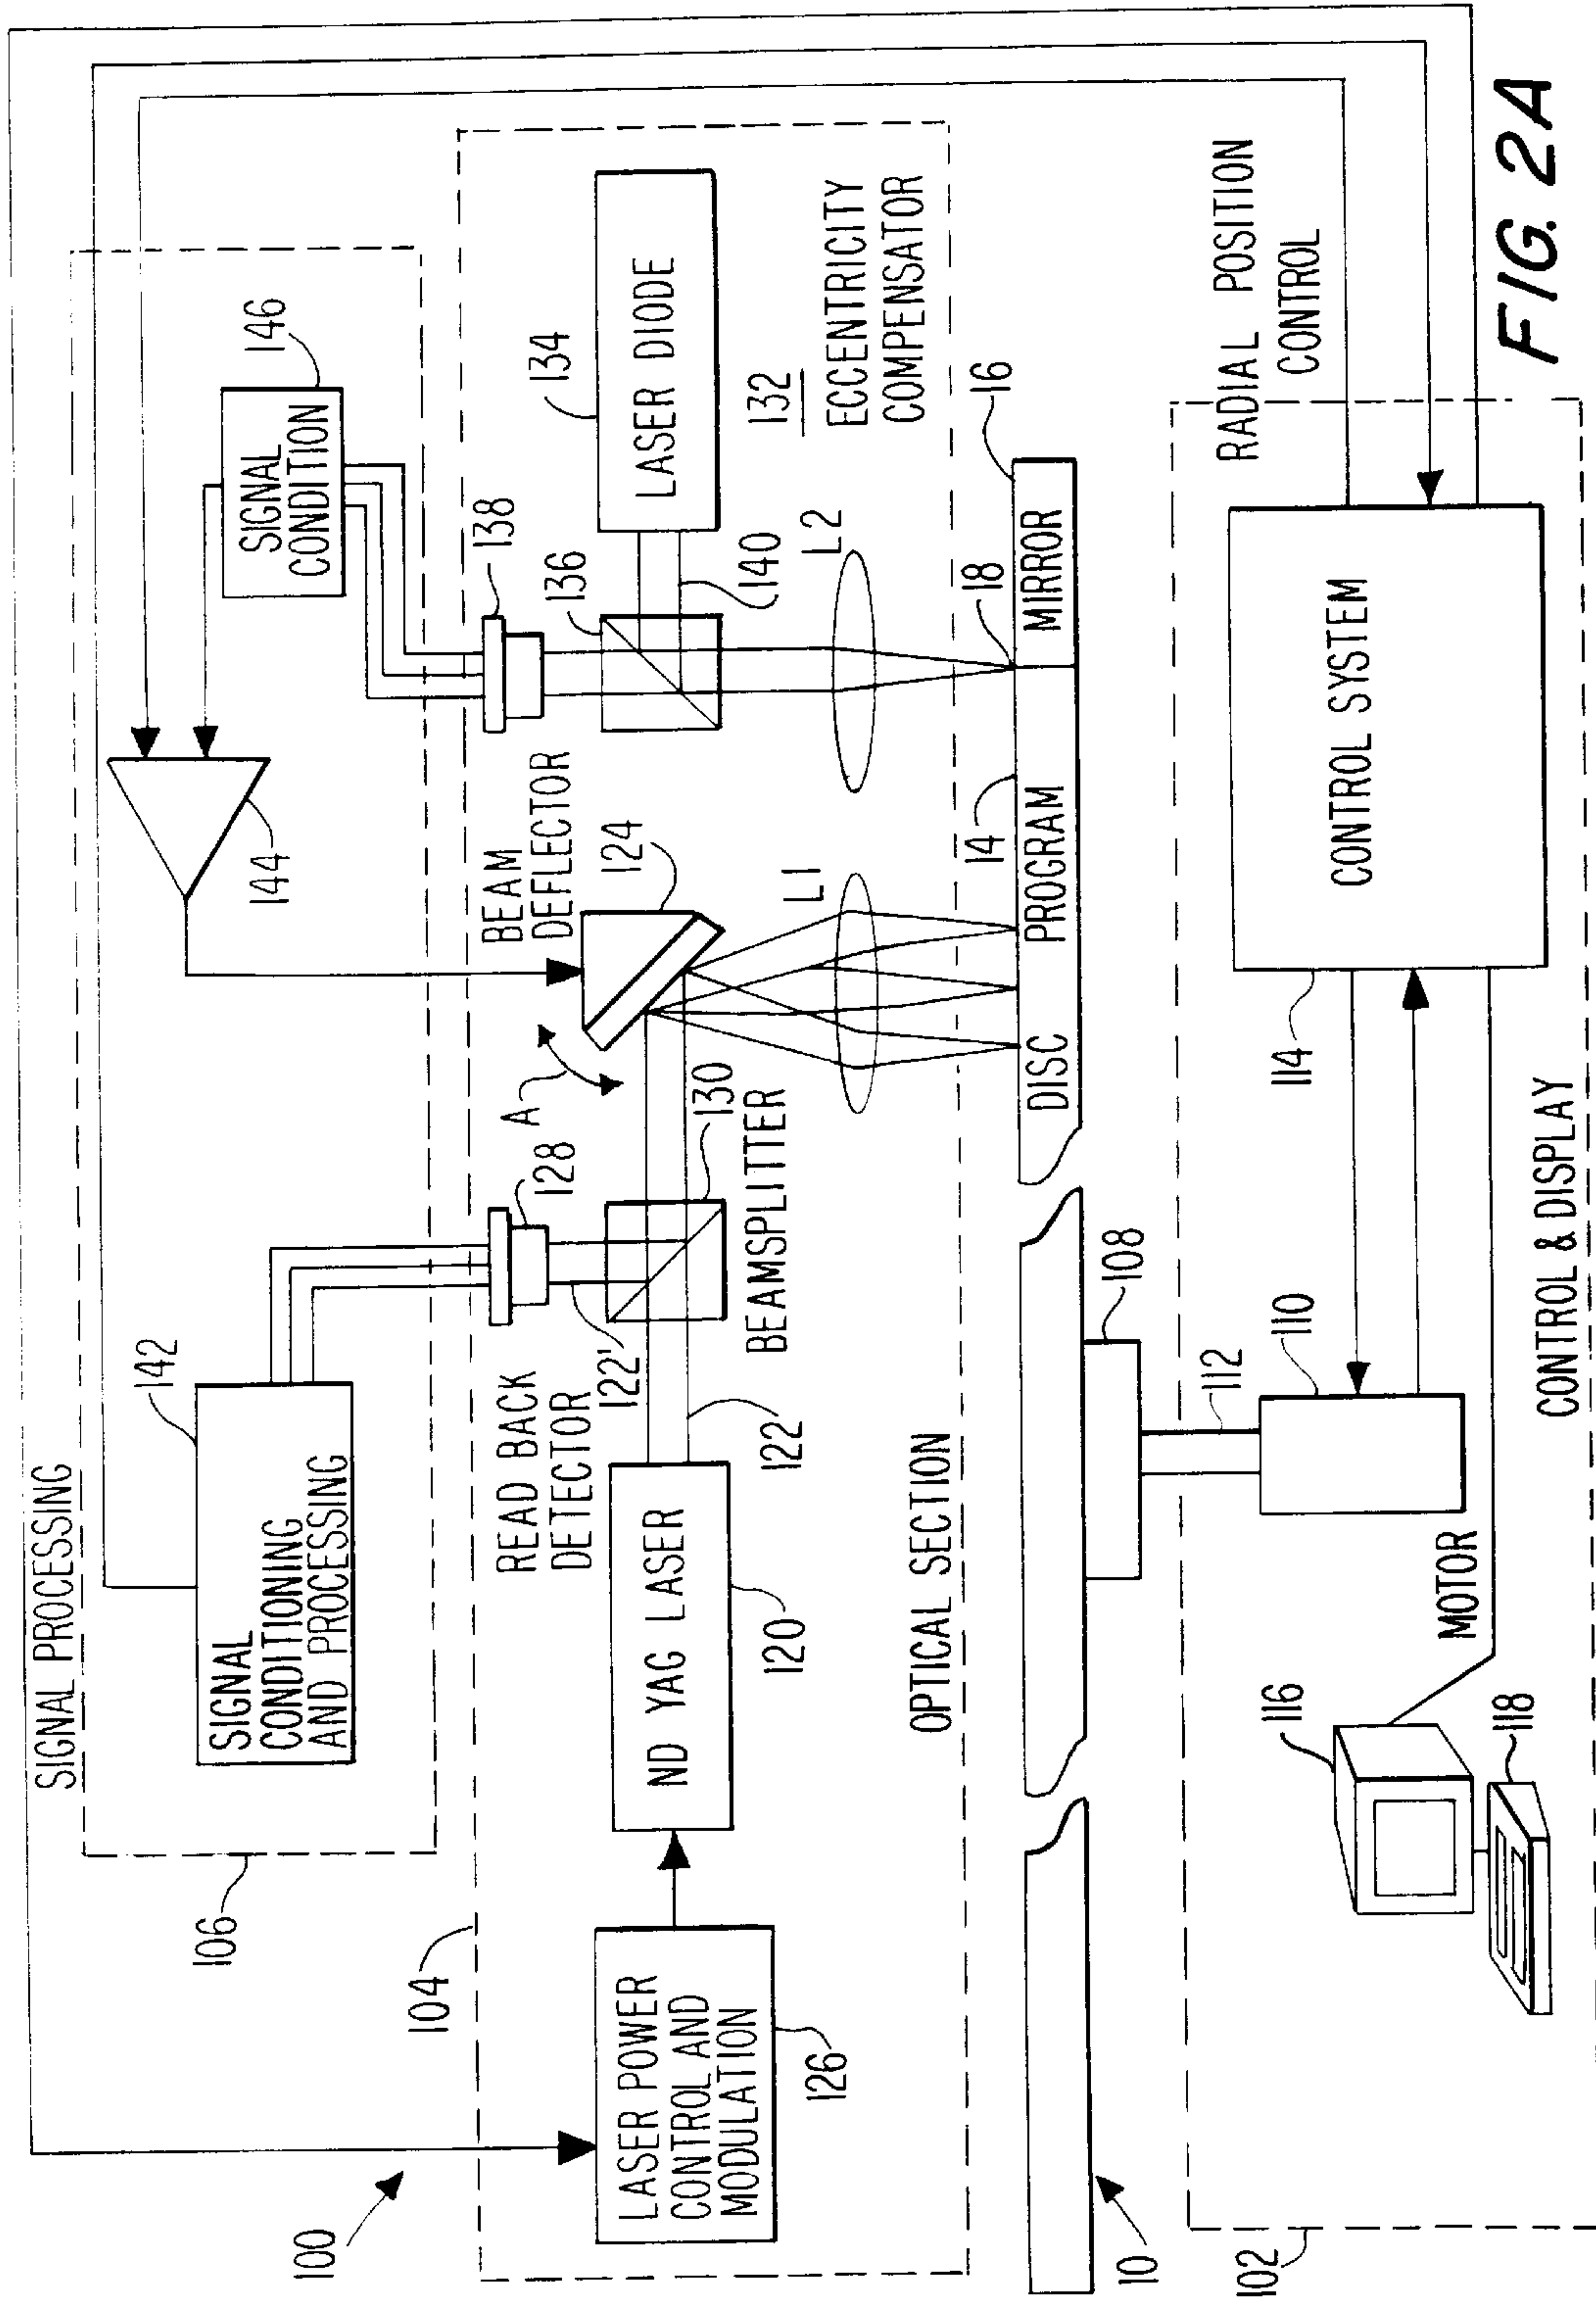 SIGNAL PROCESSING
106
142
SIGNAL
CONDITIONING
AND PROCESSING
144
146
SIGNAL
CONDITION
100
104
LASER POWER
CONTROL AND
MODULATION
126
ND YAG LASER
120
READ BACK
DETECTOR
122'
122
128
A
130
BEAMSPLITTER
BEAM
DEFLECTOR
124
L1
138
136
140
L2
134
LASER DIODE
132
ECCENTRICITY
COMPENSATOR
OPTICAL SECTION
10
108
DISC
PROGRAM
14
18
MIRROR
16
102
116
118
MOTOR
112
110
114
CONTROL SYSTEM
RADIAL POSITION
CONTROL
CONTROL & DISPLAY
FIG. 2A